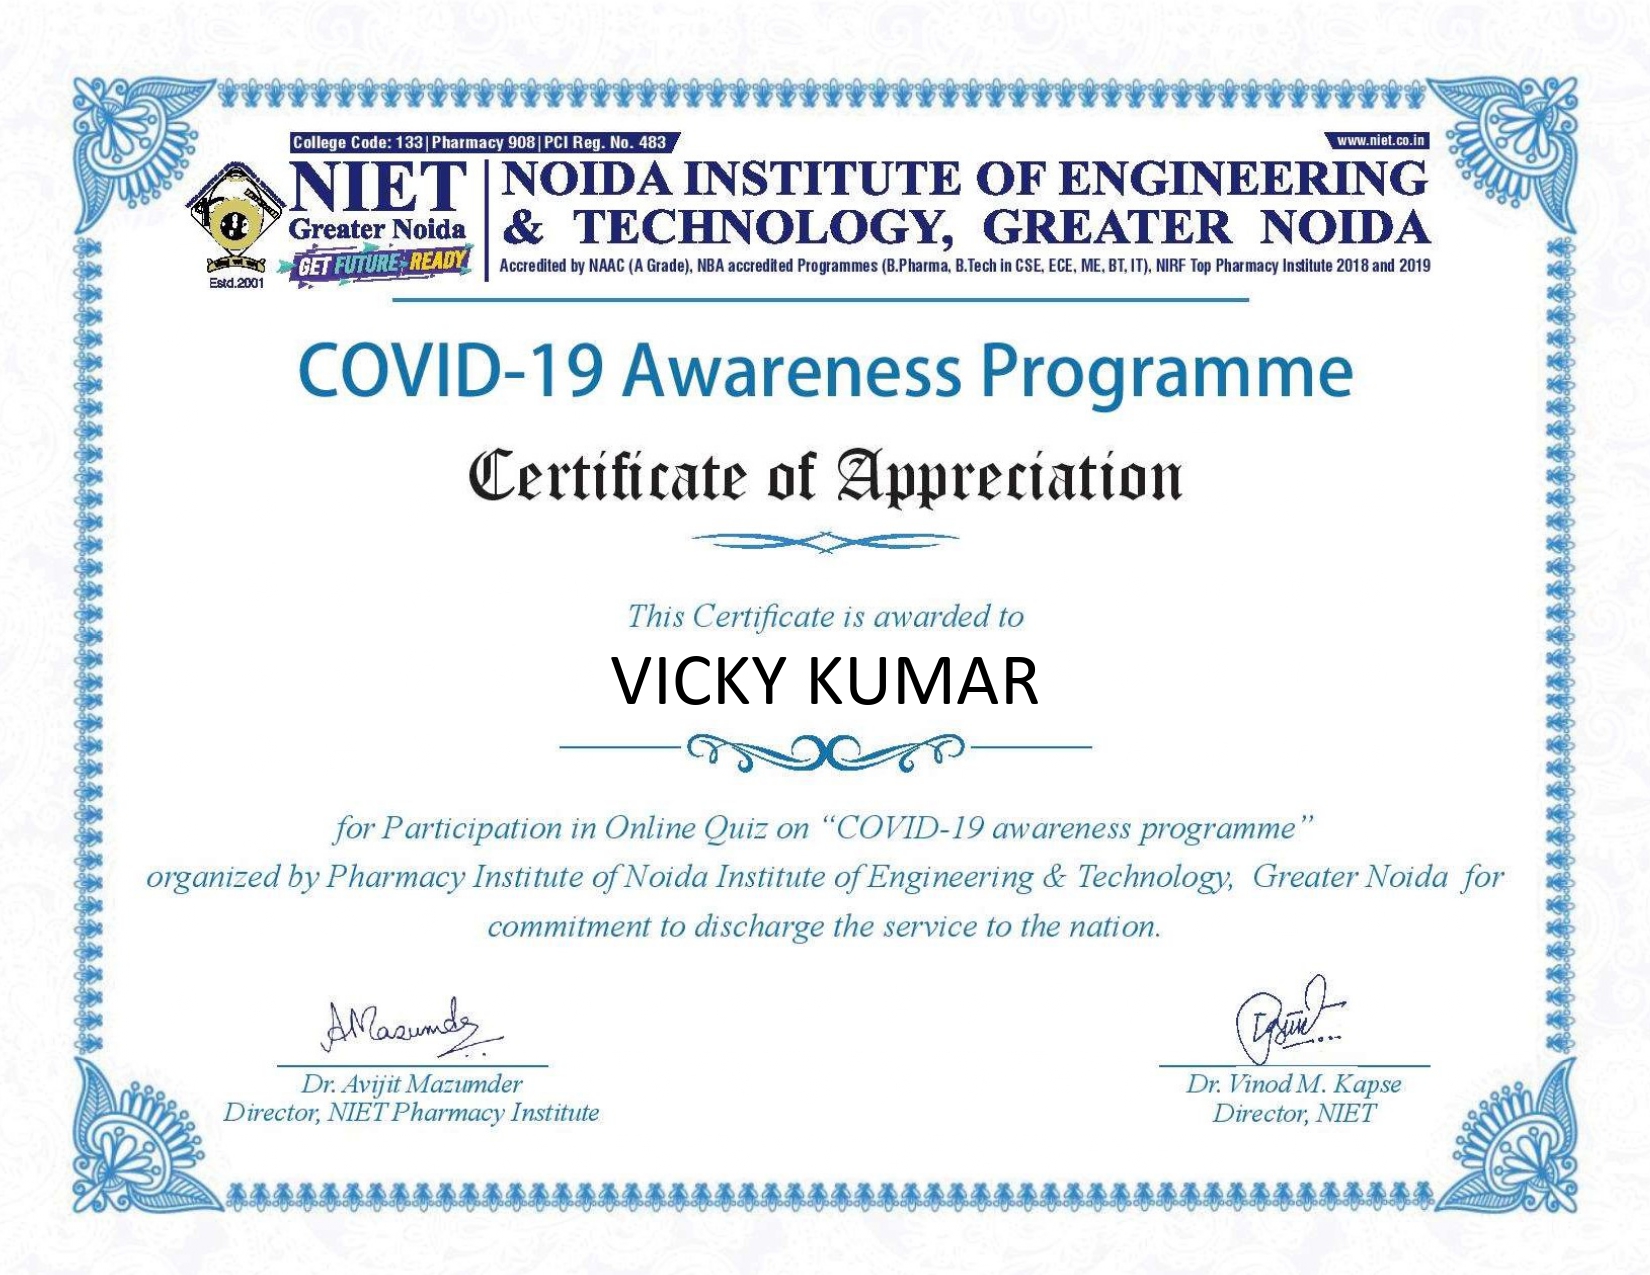 College Code: 133|Pharmacy 908|PCI Reg. No. 483
www.niet.co.in
NIET
Greater Noida
GET FUTURE-READY
Estd.2001
NOIDA INSTITUTE OF ENGINEERING
& TECHNOLOGY, GREATER NOIDA
Accredited by NAAC (A Grade), NBA accredited Programmes (B.Pharma, B.Tech in CSE, ECE, ME, BT, IT), NIRF Top Pharmacy Institute 2018 and 2019
COVID-19 Awareness Programme
Certificate of Appreciation
This Certificate is awarded to
VICKY KUMAR
for Participation in Online Quiz on “COVID-19 awareness programme”
organized by Pharmacy Institute of Noida Institute of Engineering & Technology, Greater Noida for
commitment to discharge the service to the nation.
AMazumder
Dr. Avijit Mazumder
Director, NIET Pharmacy Institute
Dr. Vinod M. Kapse
Director, NIET